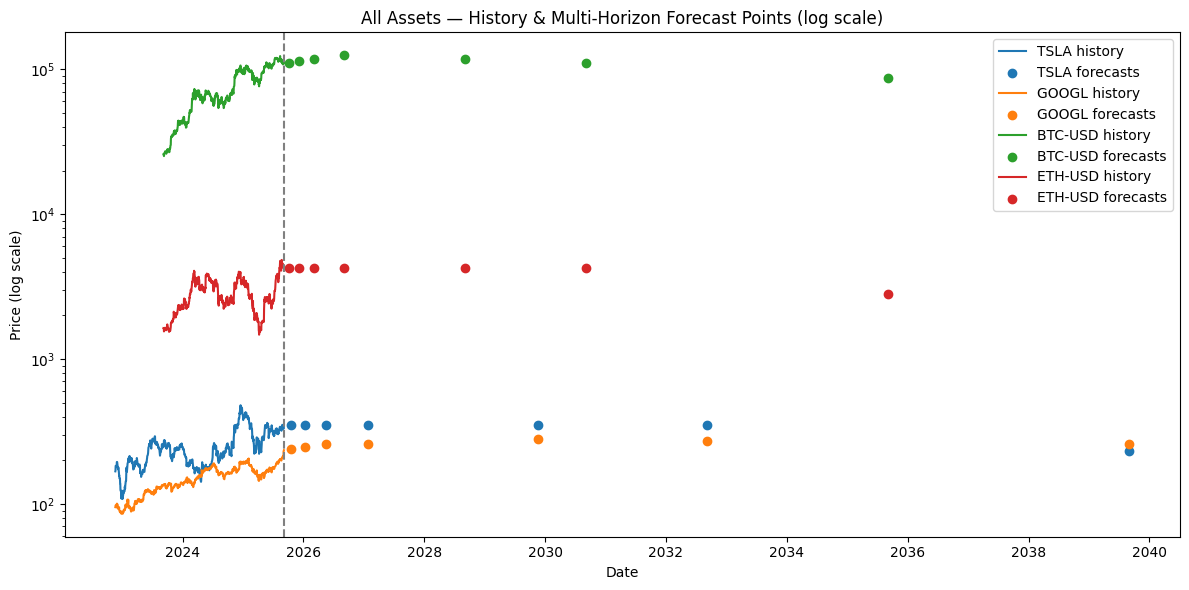 All Assets — History & Multi-Horizon Forecast Points (log scale)
Price (log scale)
10^5
10^4
10^3
10^2
TSLA history
TSLA forecasts
GOOGL history
GOOGL forecasts
BTC-USD history
BTC-USD forecasts
ETH-USD history
ETH-USD forecasts
2024 2026 2028 2030 2032 2034 2036 2038 2040
Date